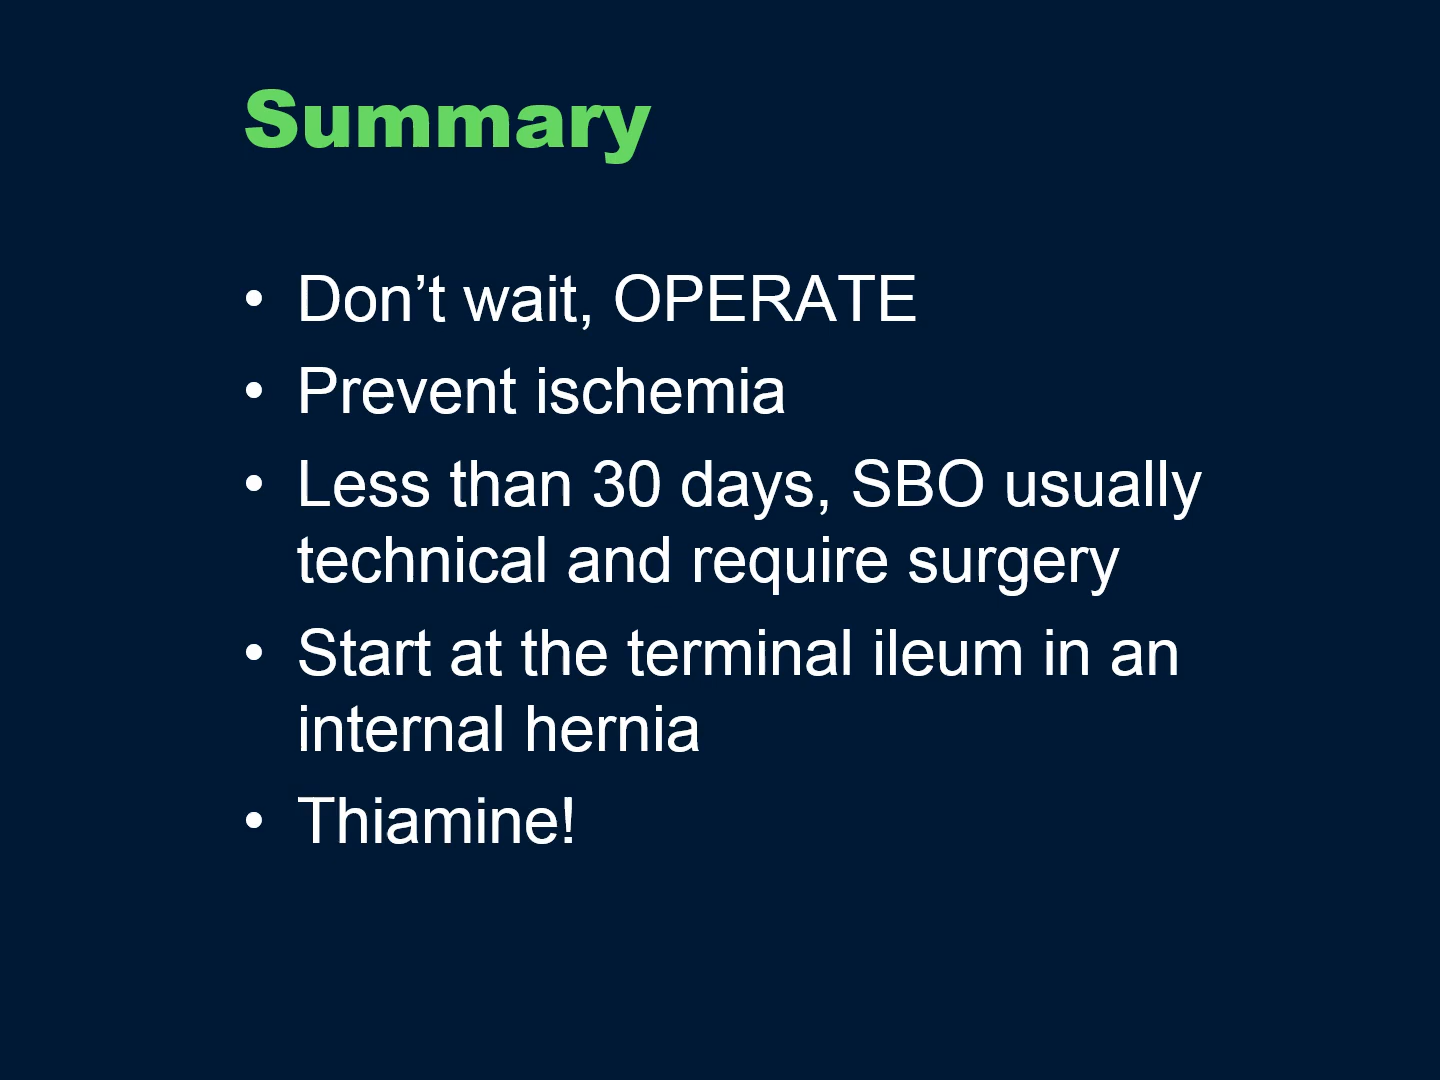 Summary
• Don’t wait, OPERATE
• Prevent ischemia
• Less than 30 days, SBO usually
technical and require surgery
• Start at the terminal ileum in an
internal hernia
• Thiamine!